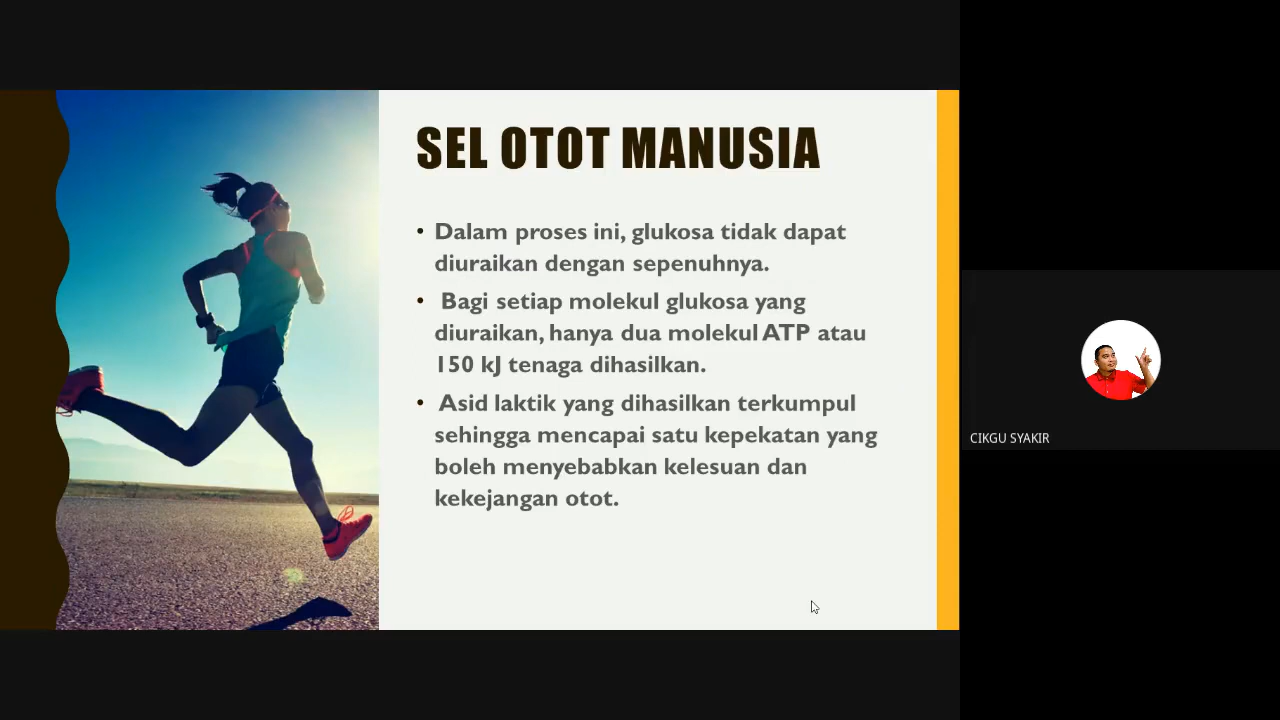 SEL OTOT MANUSIA
• Dalam proses ini, glukosa tidak dapat
diuraikan dengan sepenuhnya.
• Bagi setiap molekul glukosa yang
diuraikan, hanya dua molekul ATP atau
150 kJ tenaga dihasilkan.
• Asid laktik yang dihasilkan terkumpul
sehingga mencapai satu kepekatan yang
boleh menyebabkan kelesuan dan
kekejangan otot.
CIKGU SYAKIR